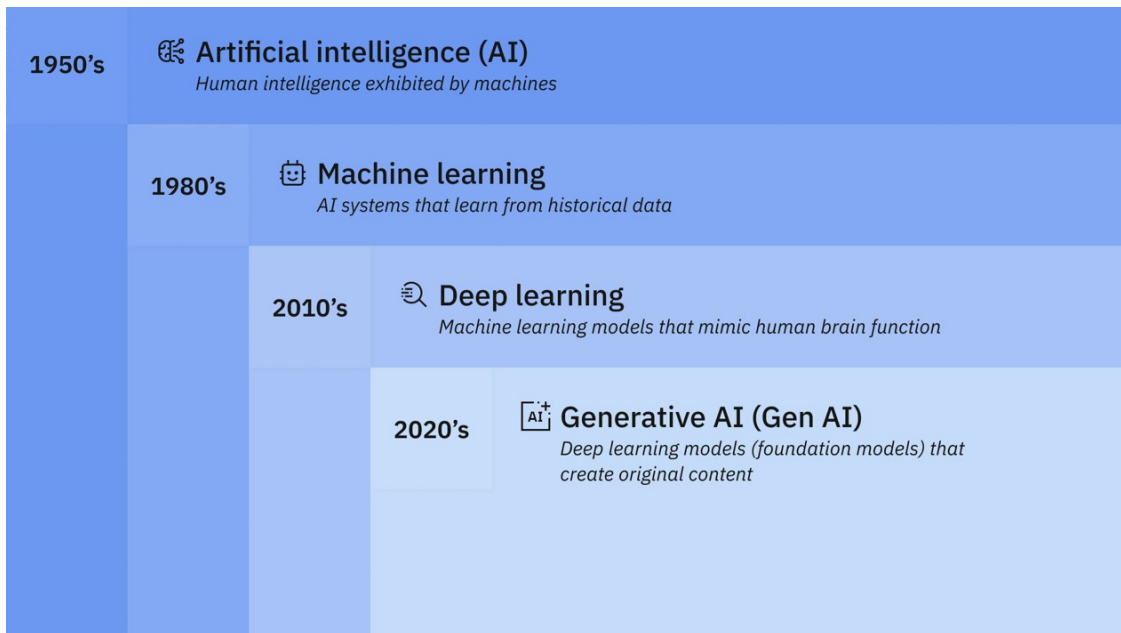 1950’s
Artificial intelligence (AI)
Human intelligence exhibited by machines
1980’s
Machine learning
AI systems that learn from historical data
2010’s
Deep learning
Machine learning models that mimic human brain function
2020’s
AI
Generative AI (Gen AI)
Deep learning models (foundation models) that
create original content